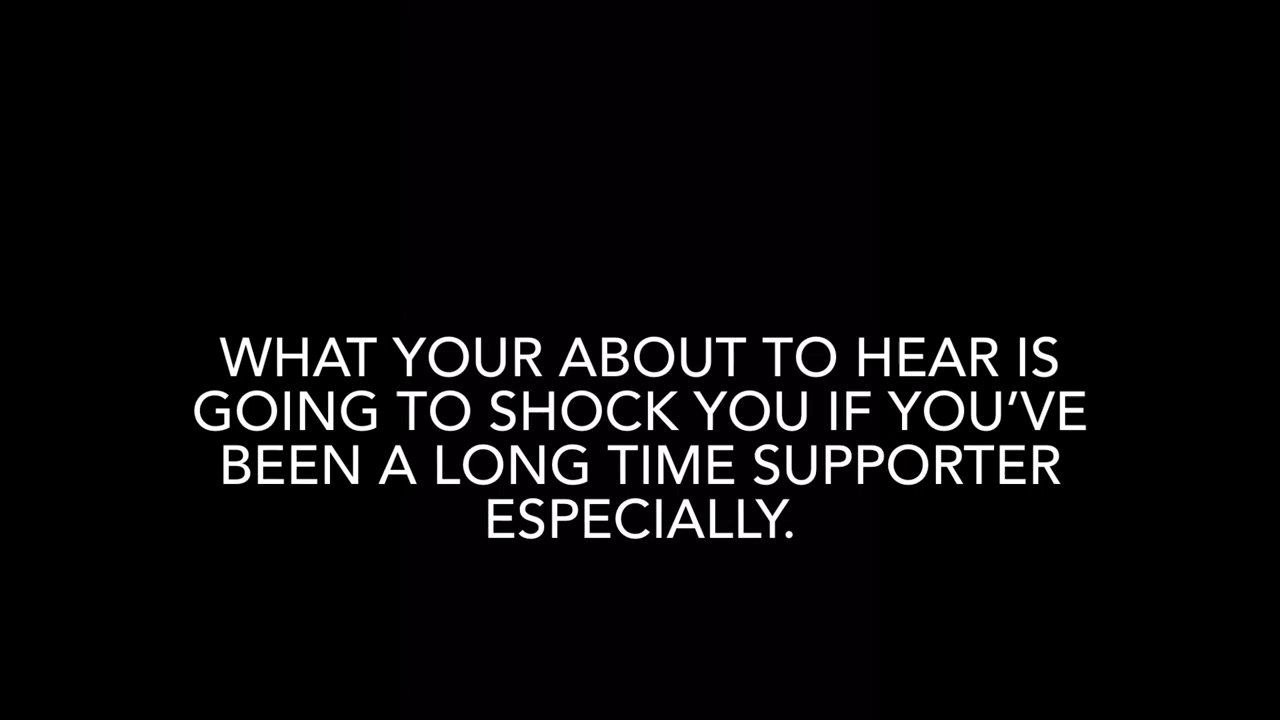 WHAT YOUR ABOUT TO HEAR IS
GOING TO SHOCK YOU IF YOU’VE
BEEN A LONG TIME SUPPORTER
ESPECIALLY.